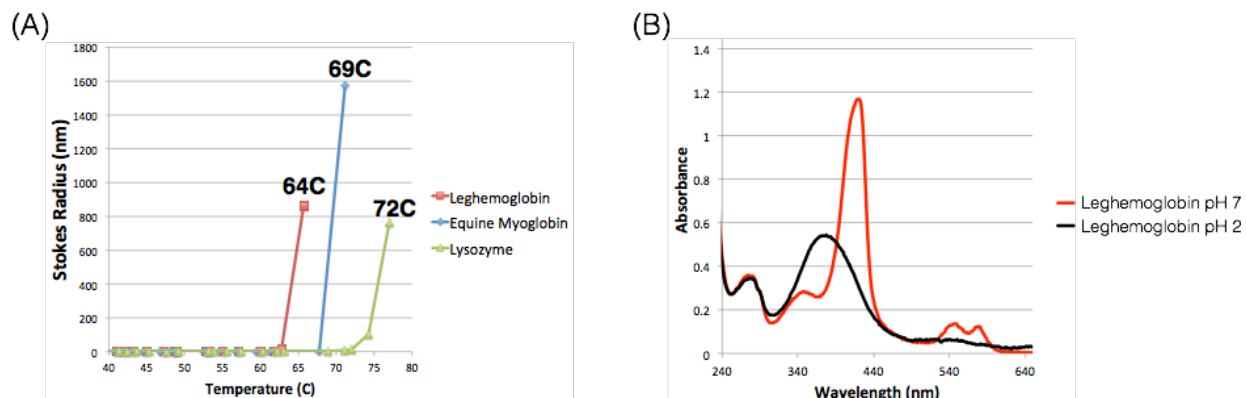 (A)
1800
1600
1400
1200
1000
800
600
400
200
0
Stokes Radius (nm)
40 45 50 55 60 65 70 75 80
Temperature (C)
64C
69C
72C
Leghemoglobin
Equine Myoglobin
Lysozyme
(B)
1.4
1.2
1
0.8
0.6
0.4
0.2
0
Absorbance
240 340 440 540 640
Wavelength (nm)
Leghemoglobin pH 7
Leghemoglobin pH 2